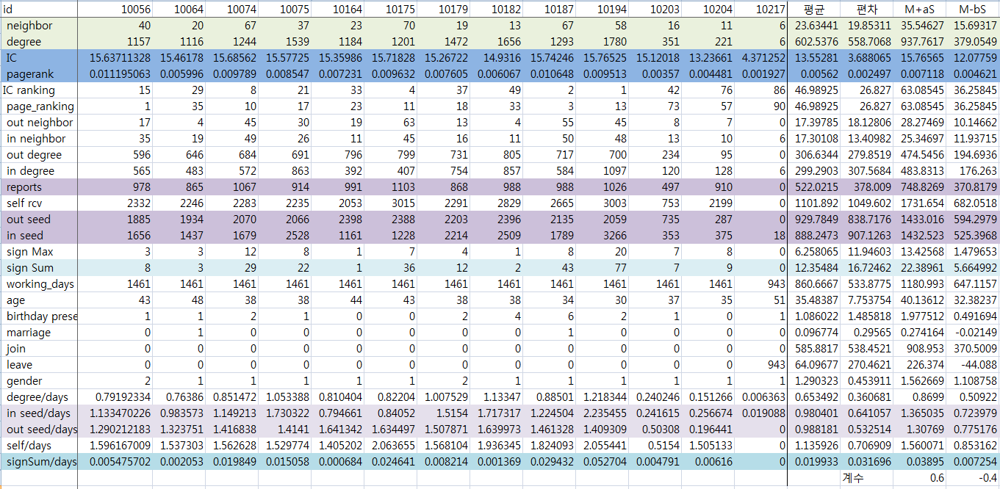 id 10056 10064 10074 10075 10164 10175 10179 10182 10187 10194 10203 10204 10217 평균 편차 M+aS M-bS
neighbor 40 20 67 37 23 70 19 13 67 58 16 11 6 23.63441 19.85311 35.54627 15.69317
degree 1157 1116 1244 1539 1184 1201 1472 1656 1293 1780 351 221 6 602.5376 558.7068 937.7617 379.0549
IC 15.63711328 15.46178 15.68562 15.57725 15.35986 15.71828 15.26722 14.9316 15.74246 15.76525 15.12018 13.23661 4.371252 13.55281 3.688065 15.76565 12.07759
pagerank 0.011195063 0.005996 0.009789 0.008547 0.007231 0.009632 0.007605 0.006067 0.010648 0.009513 0.00357 0.004481 0.001927 0.00562 0.002497 0.007118 0.004621
IC ranking 15 29 8 21 33 4 37 49 2 1 42 76 86 46.98925 26.827 63.08545 36.25845
page_ranking 1 35 10 17 23 11 18 33 3 13 73 57 90 46.98925 26.827 63.08545 36.25845
out neighbor 17 4 45 30 19 63 13 4 55 45 8 7 0 17.39785 18.12806 28.27469 10.14662
in neighbor 35 19 49 26 11 45 16 11 50 48 13 10 6 17.30108 13.40982 25.34697 11.93715
out degree 596 646 684 691 796 799 731 805 717 700 234 95 0 306.6344 279.8519 474.5456 194.6936
in degree 565 483 572 863 392 407 754 857 584 1097 120 128 6 299.2903 307.5684 483.8313 176.263
reports 978 865 1067 914 991 1103 868 988 988 1026 497 910 0 522.0215 378.009 748.8269 370.8179
self rcv 2332 2246 2283 2235 2053 3015 2291 2829 2665 3003 753 2199 0 1101.892 1049.602 1731.654 682.0518
out seed 1885 1934 2070 2066 2398 2388 2203 2396 2135 2059 735 287 0 929.7849 838.7176 1433.016 594.2979
in seed 1656 1437 1679 2528 1161 1228 2214 2509 1789 3266 353 375 18 888.2473 907.1263 1432.523 525.3968
sign Max 3 3 12 8 1 7 4 1 8 20 7 8 0 6.258065 11.94603 13.42568 1.479653
sign Sum 8 3 29 22 1 36 12 2 43 77 7 9 0 12.35484 16.72462 22.38961 5.664992
working_days 1461 1461 1461 1461 1461 1461 1461 1461 1461 1461 1461 1461 943 860.6667 533.8775 1180.993 647.1157
age 43 48 38 38 44 43 38 38 34 30 37 35 51 35.48387 7.753754 40.13612 32.38237
birthday prese 1 1 2 1 0 0 2 4 6 2 1 0 1 1.086022 1.485818 1.977512 0.491694
marriage 0 1 0 0 0 0 0 0 1 0 0 0 0 0.096774 0.29565 0.274164 -0.02149
join 0 0 0 0 0 0 0 0 0 0 0 0 0 585.8817 538.4521 908.953 370.5009
leave 0 0 0 0 0 0 0 0 0 0 0 0 943 64.09677 270.4621 226.374 -44.088
gender 2 1 1 1 1 1 2 1 1 1 1 1 1 1.290323 0.453911 1.562669 1.108758
degree/days 0.79192334 0.76386 0.851472 1.053388 0.810404 0.82204 1.007529 1.13347 0.88501 1.218344 0.240246 0.151266 0.006363 0.653492 0.360681 0.8699 0.50922
in seed/days 1.133470226 0.983573 1.149213 1.730322 0.794661 0.84052 1.5154 1.717317 1.224504 2.235455 0.241615 0.256674 0.019088 0.980401 0.641057 1.365035 0.723979
out seed/days 1.290212183 1.323751 1.416838 1.4141 1.641342 1.634497 1.507871 1.639973 1.461328 1.409309 0.50308 0.196441 0 0.988181 0.532514 1.30769 0.775176
self/days 1.596167009 1.537303 1.562628 1.529774 1.405202 2.063655 1.568104 1.936345 1.824093 2.055441 0.5154 1.505133 0 1.135926 0.706909 1.560071 0.853162
signSum/days 0.005475702 0.002053 0.019849 0.015058 0.000684 0.024641 0.008214 0.001369 0.029432 0.052704 0.004791 0.00616 0 0.019933 0.031696 0.03895 0.007254
계수 0.6 -0.4